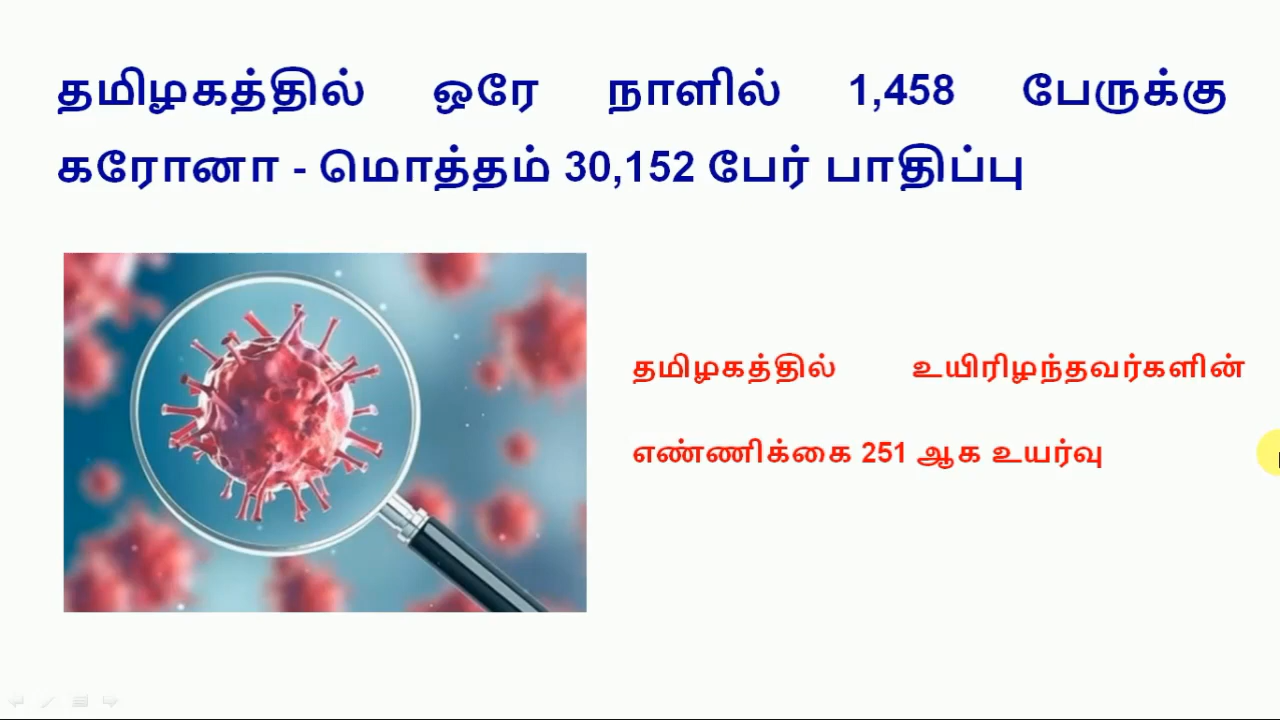 தமிழகத்தில் ஒரே நாளில் 1,458 பேருக்கு
கரோனா - மொத்தம் 30,152 பேர் பாதிப்பு
தமிழகத்தில் உயிரிழந்தவர்களின்
எண்ணிக்கை 251 ஆக உயர்வு